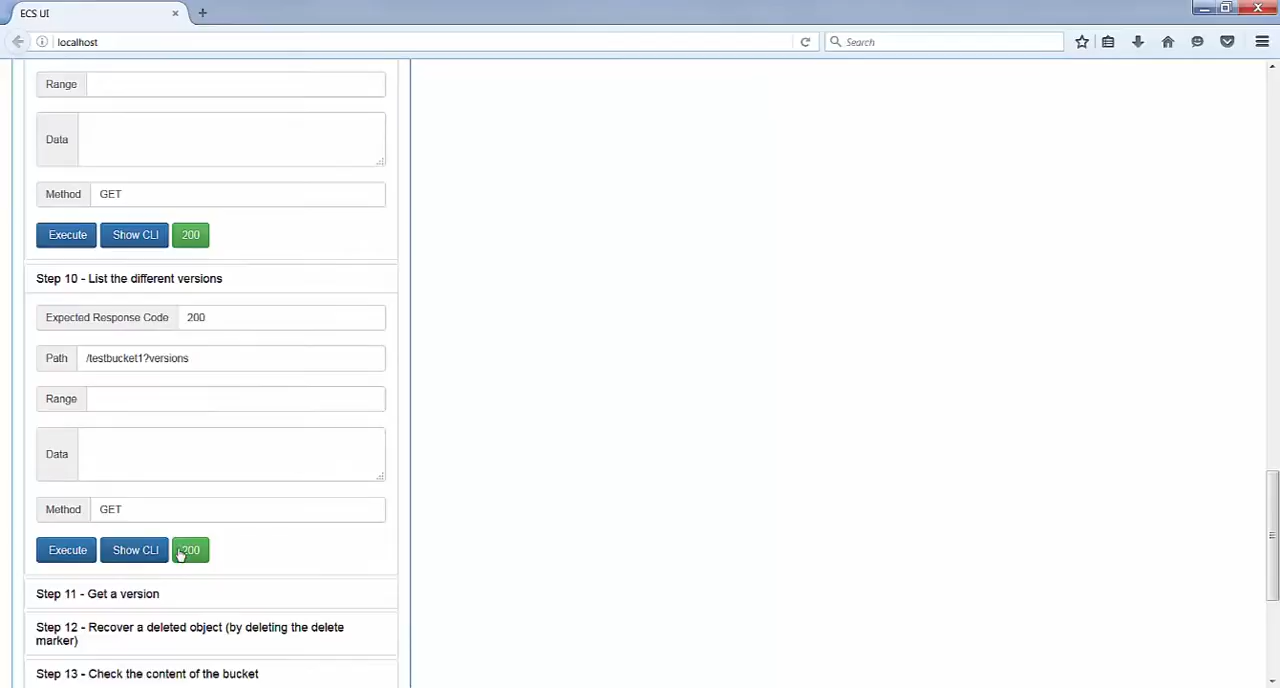 ECS UI
localhost
Search
Range
Data
Method GET
Execute Show CLI 200
Step 10 - List the different versions
Expected Response Code 200
Path /testbucket1?versions
Range
Data
Method GET
Execute Show CLI 200
Step 11 - Get a version
Step 12 - Recover a deleted object (by deleting the delete
marker)
Step 13 - Check the content of the bucket